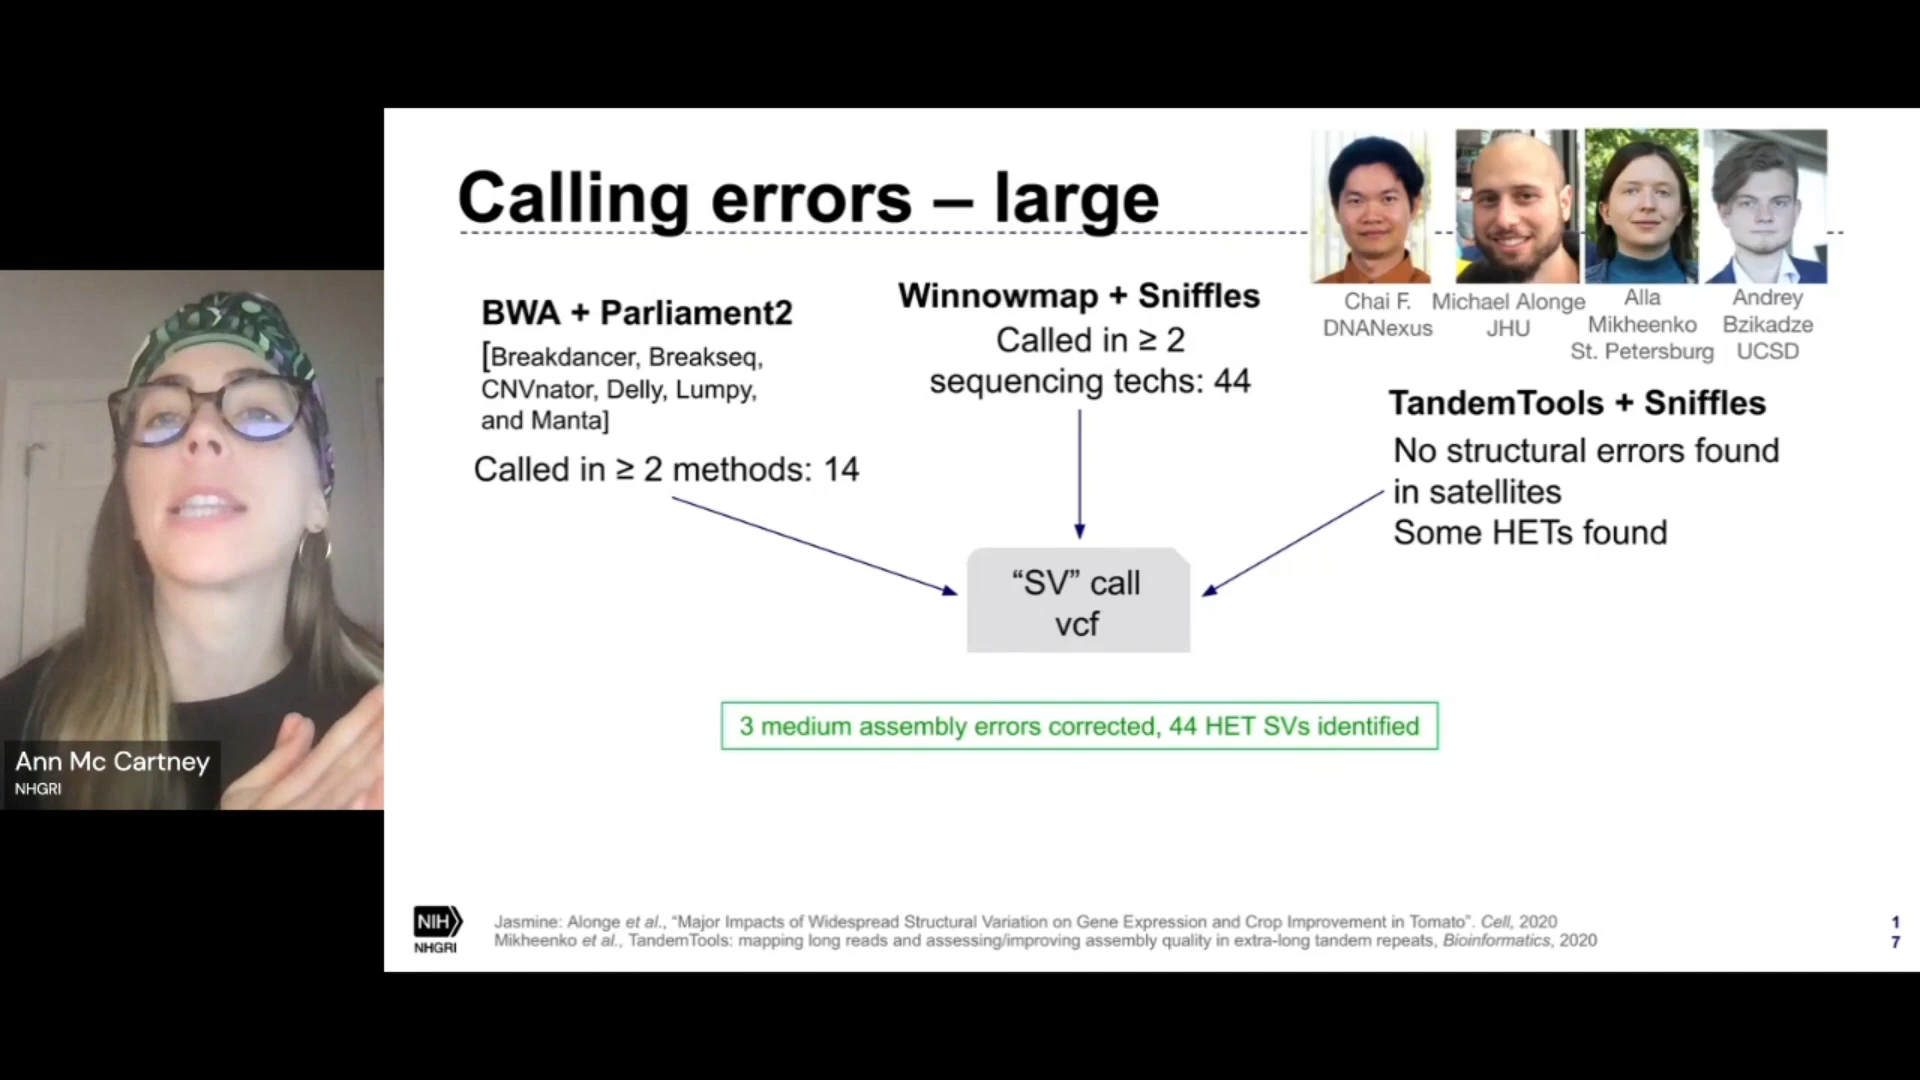 Calling errors – large
Chai F.
DNANexus
Michael Alonge
JHU
Alla
Mikheenko
St. Petersburg
Andrey
Bzikadze
UCSD
BWA + Parliament2
[Breakdancer, Breakseq,
CNVnator, Delly, Lumpy,
and Manta]
Called in ≥ 2 methods: 14
Winnowmap + Sniffles
Called in ≥ 2
sequencing techs: 44
TandemTools + Sniffles
No structural errors found
in satellites
Some HETs found
“SV” call
vcf
3 medium assembly errors corrected, 44 HET SVs identified
Ann Mc Cartney
NHGRI
NIH
NHGRI
Jasmine: Alonge et al., “Major Impacts of Widespread Structural Variation on Gene Expression and Crop Improvement in Tomato”. Cell, 2020
Mikheenko et al., TandemTools: mapping long reads and assessing/improving assembly quality in extra-long tandem repeats, Bioinformatics, 2020
1
7